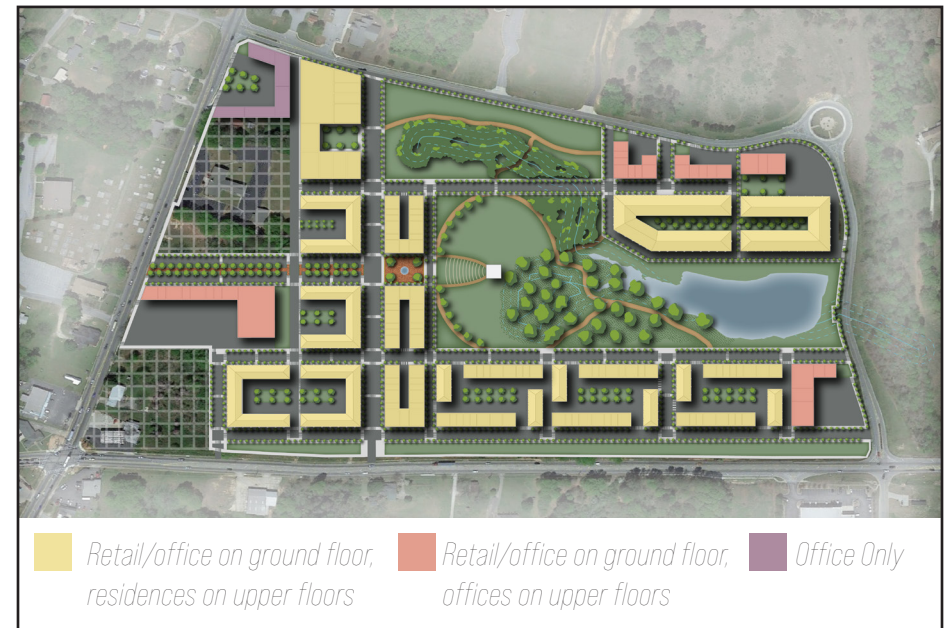 Retail/office on ground floor,
residences on upper floors
Retail/office on ground floor,
offices on upper floors
Office Only